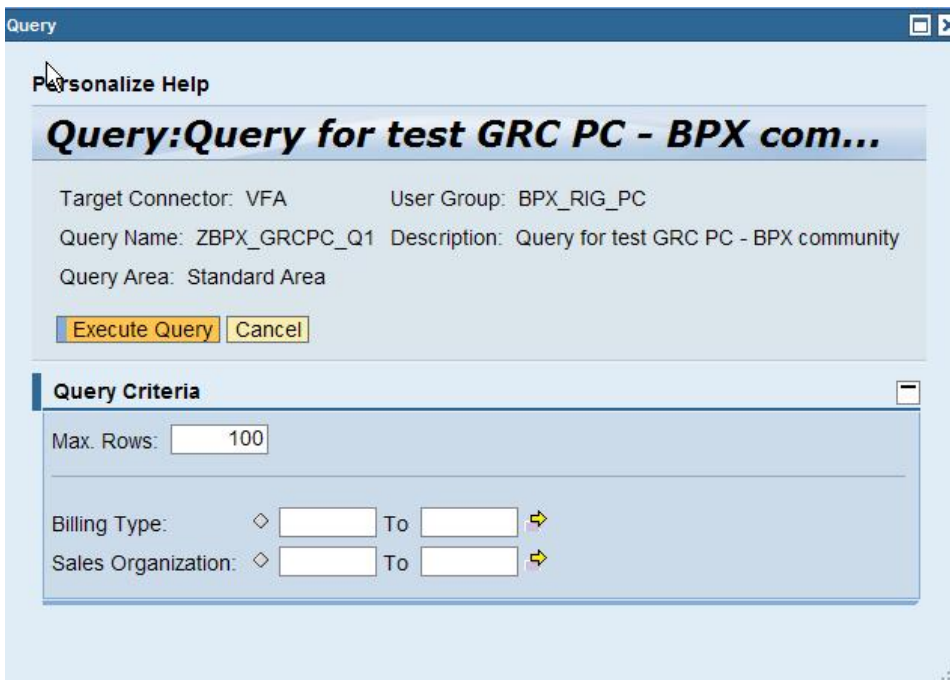 Query
Personalize Help
Query:Query for test GRC PC - BPX com...
Target Connector: VFA User Group: BPX_RIG_PC
Query Name: ZBPX_GRCPC_Q1 Description: Query for test GRC PC - BPX community
Query Area: Standard Area
Execute Query Cancel
Query Criteria
Max. Rows: 100
Billing Type: To
Sales Organization: To